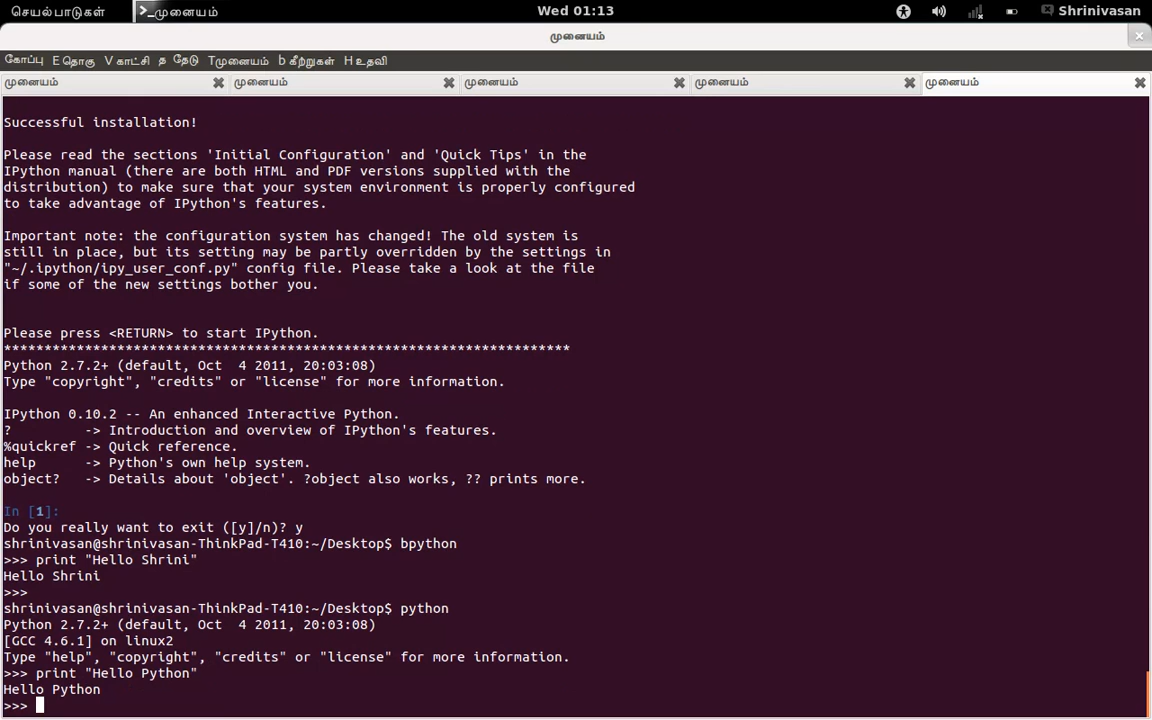 செயல்பாடுகள் முனையம் Wed 01:13 Shrinivasan
முனையம்
கோப்பு E தொகு V காட்சி த தேடு Tமுனையம் b கீற்றுகள் H உதவி
முனையம் முனையம் முனையம் முனையம் முனையம்
Successful installation!
Please read the sections 'Initial Configuration' and 'Quick Tips' in the
IPython manual (there are both HTML and PDF versions supplied with the
distribution) to make sure that your system environment is properly configured
to take advantage of IPython's features.
Important note: the configuration system has changed! The old system is
still in place, but its setting may be partly overridden by the settings in
"~/.ipython/ipy_user_conf.py" config file. Please take a look at the file
if some of the new settings bother you.
Please press <RETURN> to start IPython.
**********************************************************************
Python 2.7.2+ (default, Oct  4 2011, 20:03:08)
Type "copyright", "credits" or "license" for more information.
IPython 0.10.2 -- An enhanced Interactive Python.
?         -> Introduction and overview of IPython's features.
%quickref -> Quick reference.
help      -> Python's own help system.
object?   -> Details about 'object'. ?object also works, ?? prints more.
In [1]:
Do you really want to exit ([y]/n)? y
shrinivasan@shrinivasan-ThinkPad-T410:~/Desktop$ bpython
>>> print "Hello Shrini"
Hello Shrini
>>>
shrinivasan@shrinivasan-ThinkPad-T410:~/Desktop$ python
Python 2.7.2+ (default, Oct  4 2011, 20:03:08)
[GCC 4.6.1] on linux2
Type "help", "copyright", "credits" or "license" for more information.
>>> print "Hello Python"
Hello Python
>>>